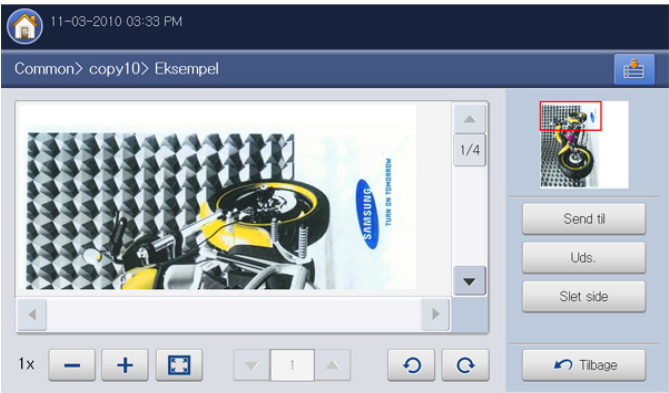 11-03-2010 03:33 PM
Common> copy10> Eksempel
1/4
SAMSUNG
TURN ON TOMORROW
Send til
Uds.
Slet side
1x
1
Tilbage